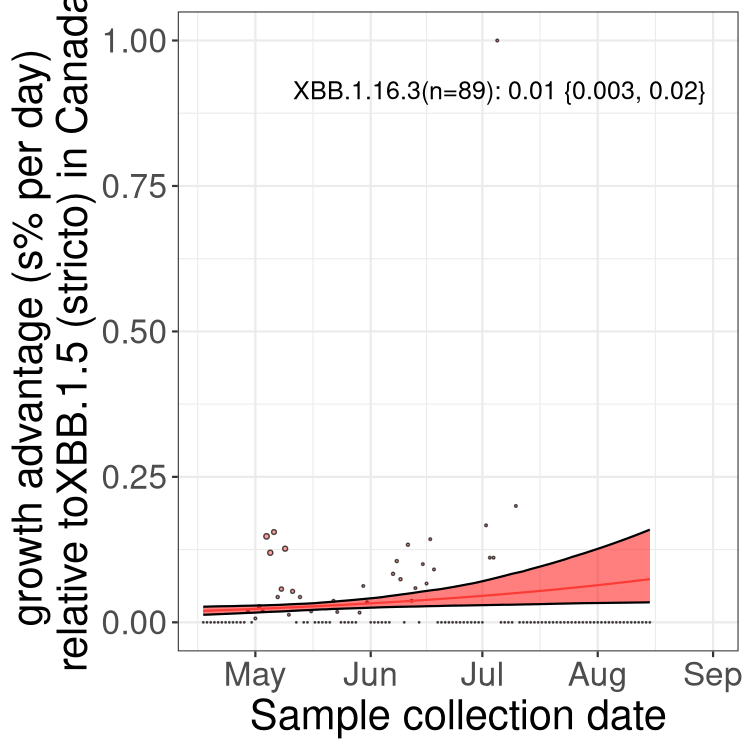 growth advantage (s% per day)
relative toXBB.1.5 (stricto) in Canada
1.00
0.75
0.50
0.25
0.00
XBB.1.16.3(n=89): 0.01 {0.003, 0.02}
May Jun Jul Aug Sep
Sample collection date